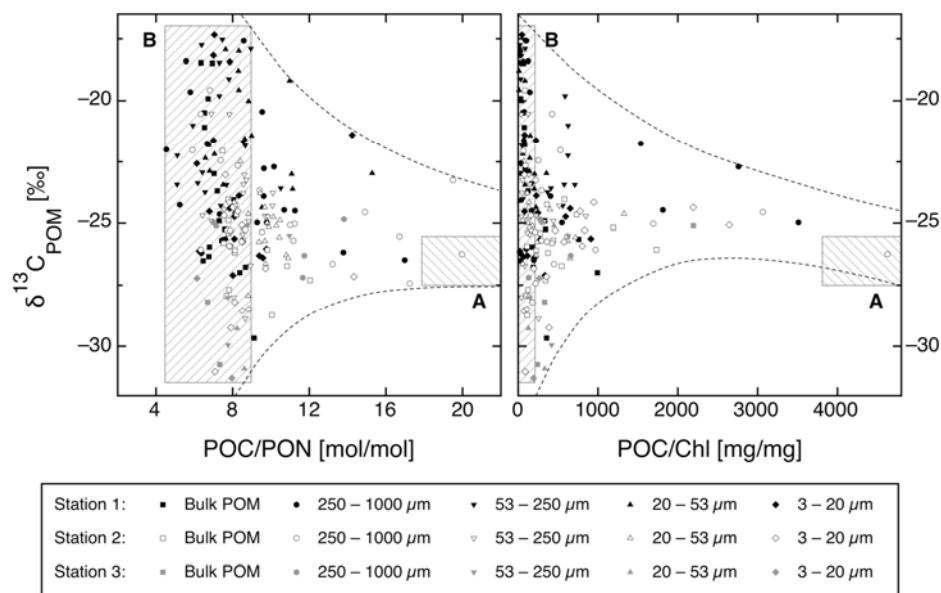 B
B
−20
−20
−25
−25
−30
−30
A
A
δ¹³C_POM [‰]
4 8 12 16 20
0 1000 2000 3000 4000
POC/PON [mol/mol]
POC/Chl [mg/mg]
Station 1: Bulk POM 250 – 1000 µm 53 – 250 µm 20 – 53 µm 3 – 20 µm
Station 2: Bulk POM 250 – 1000 µm 53 – 250 µm 20 – 53 µm 3 – 20 µm
Station 3: Bulk POM 250 – 1000 µm 53 – 250 µm 20 – 53 µm 3 – 20 µm